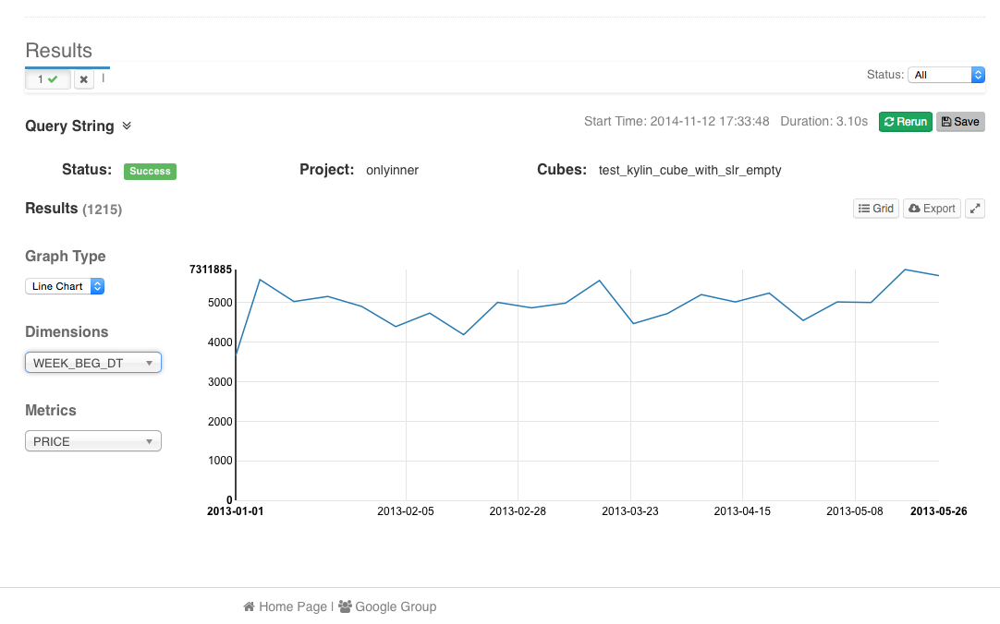 Results
1
|
Status: All
Query String
Start Time: 2014-11-12 17:33:48 Duration: 3.10s Rerun Save
Status: Success Project: onlyinner Cubes: test_kylin_cube_with_slr_empty
Results (1215)
Grid Export
Graph Type
Line Chart
Dimensions
WEEK_BEG_DT
Metrics
PRICE
7311885
5000
4000
3000
2000
1000
0
2013-01-01 2013-02-05 2013-02-28 2013-03-23 2013-04-15 2013-05-08 2013-05-26
Home Page | Google Group